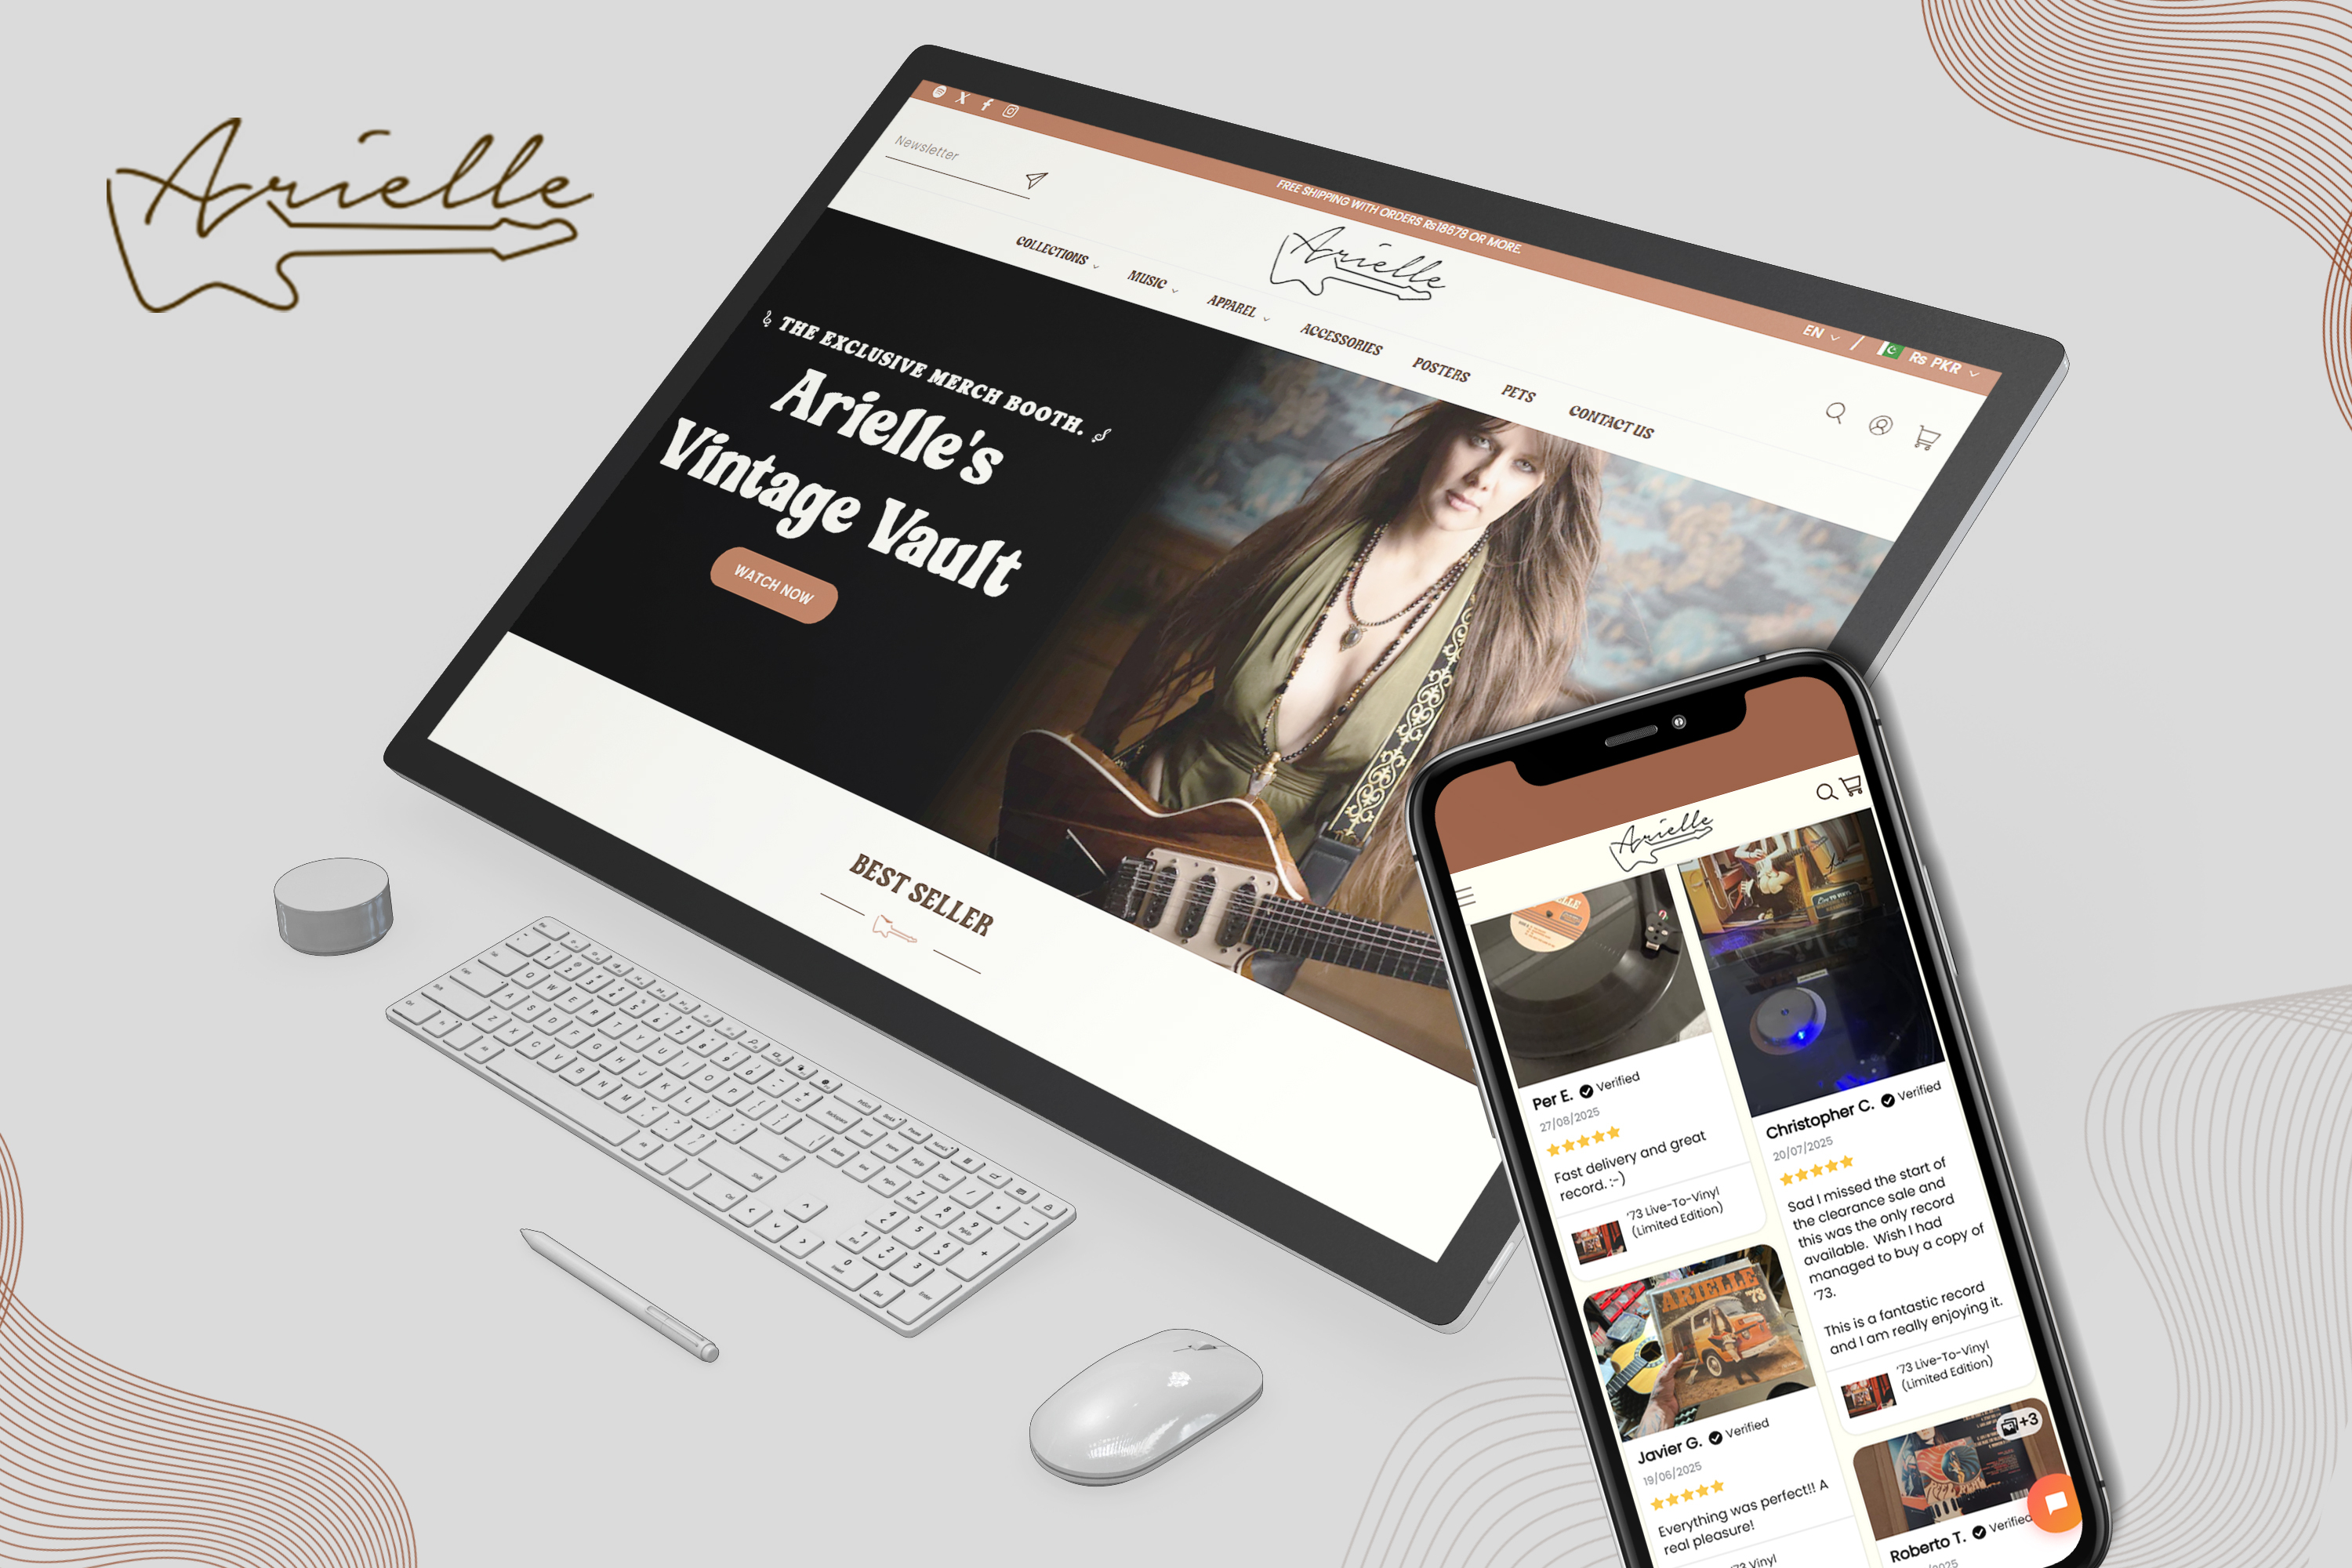 Arielle
FREE SHIPPING WITH ORDERS Rs18678 OR MORE.
EN / Rs PKR
Newsletter
Arielle
COLLECTIONS MUSIC APPAREL ACCESSORIES POSTERS PETS CONTACT US
THE EXCLUSIVE MERCH BOOTH.
Arielle's
Vintage Vault
WATCH NOW
BEST SELLER
Arielle
Per E. Verified
27/08/2025
Fast delivery and great
record. :-)
'73 Live-To-Vinyl
(Limited Edition)
ARIELLE
'73
Javier G. Verified
19/06/2025
Everything was perfect!! A
real pleasure!
'73 Vinyl
Christopher C. Verified
20/07/2025
Sad I missed the start of
the clearance sale and
this was the only record
available. Wish I had
managed to buy a copy of
'73.
This is a fantastic record
and I am really enjoying it.
'73 Live-To-Vinyl
(Limited Edition)
+3
Roberto T. Verified